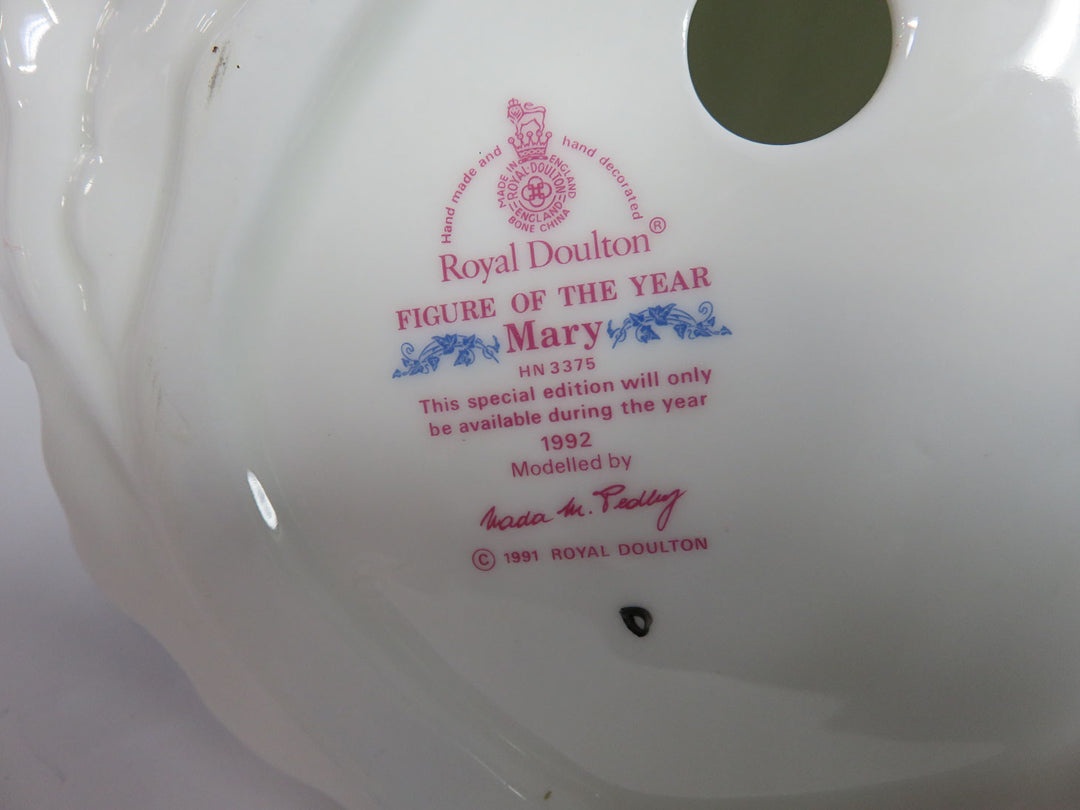 Hand made and hand decorated
MADE IN ENGLAND
ROYAL·DOULTON
ENGLAND
BONE CHINA
Royal Doulton®
FIGURE OF THE YEAR
Mary
HN 3375
This special edition will only
be available during the year
1992
Modelled by
Nada M. Pedley
© 1991 ROYAL DOULTON